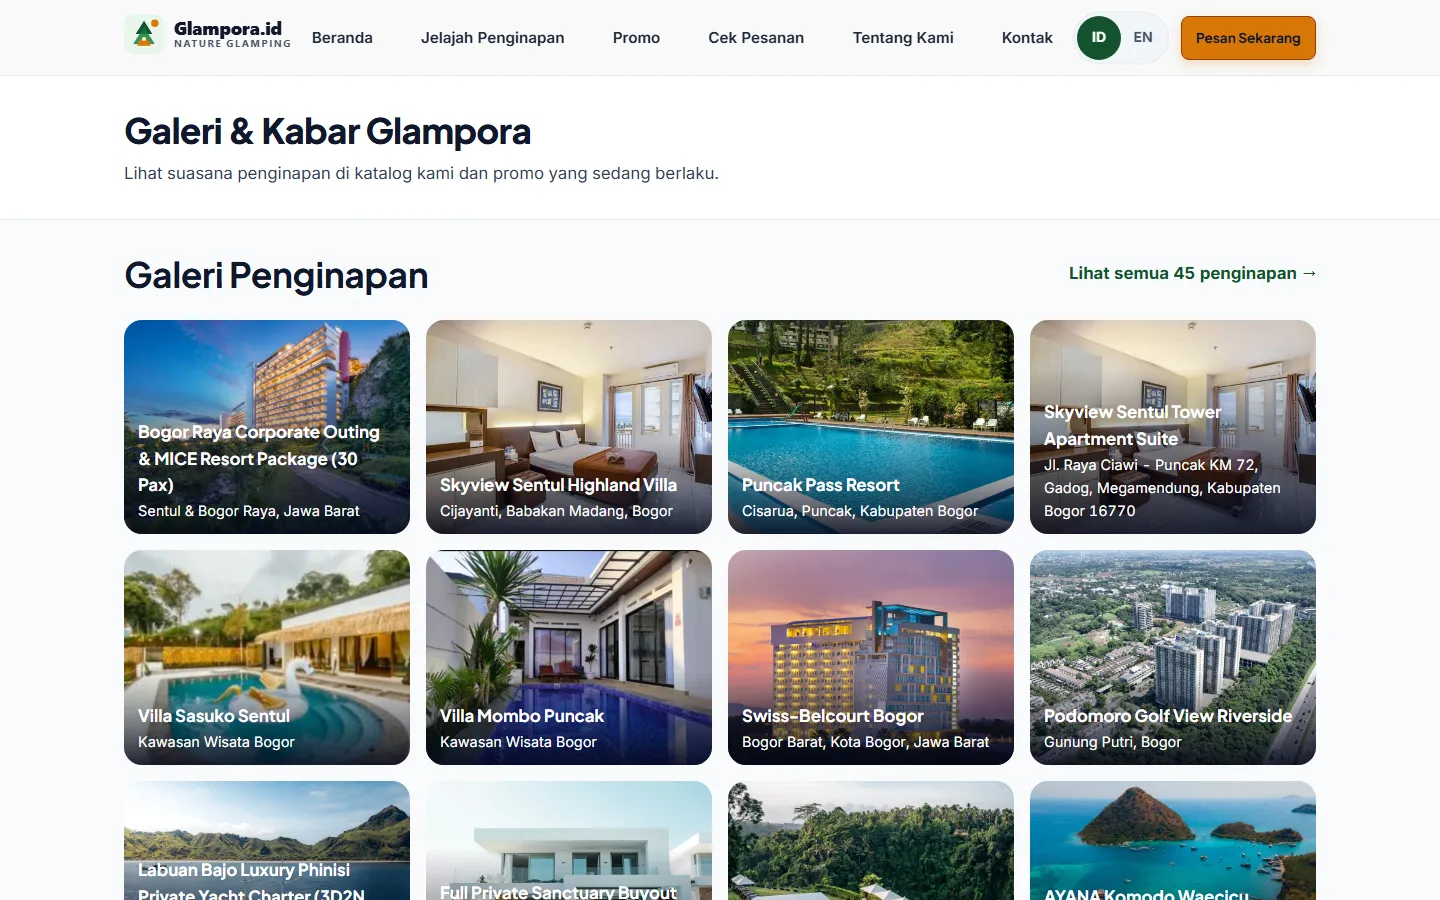 Glampora.id
NATURE GLAMPING
Beranda
Jelajah Penginapan
Promo
Cek Pesanan
Tentang Kami
Kontak
ID
EN
Pesan Sekarang
Galeri & Kabar Glampora
Lihat suasana penginapan di katalog kami dan promo yang sedang berlaku.
Galeri Penginapan
Lihat semua 45 penginapan →
Bogor Raya Corporate Outing
& MICE Resort Package (30
Pax)
Sentul & Bogor Raya, Jawa Barat
Skyview Sentul Highland Villa
Cijayanti, Babakan Madang, Bogor
Puncak Pass Resort
Cisarua, Puncak, Kabupaten Bogor
Skyview Sentul Tower
Apartment Suite
Jl. Raya Ciawi - Puncak KM 72,
Gadog, Megamendung, Kabupaten
Bogor 16770
Villa Sasuko Sentul
Kawasan Wisata Bogor
Villa Mombo Puncak
Kawasan Wisata Bogor
Swiss-Belcourt Bogor
Bogor Barat, Kota Bogor, Jawa Barat
Podomoro Golf View Riverside
Gunung Putri, Bogor
Labuan Bajo Luxury Phinisi
Private Yacht Charter (3D2N
Full Private Sanctuary Buyout
AYANA Komodo Waecicu